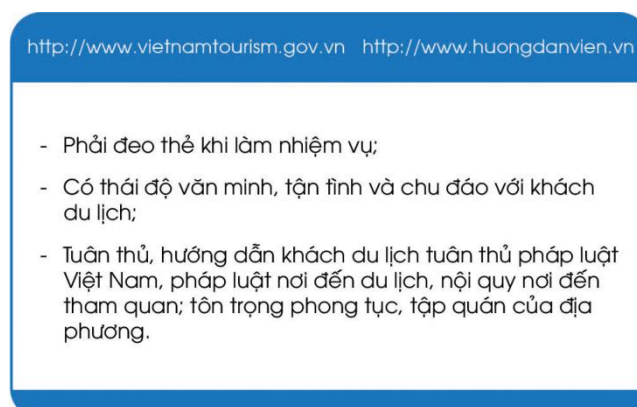 http://www.vietnamtourism.gov.vn http://www.huongdanvien.vn
- Phải đeo thẻ khi làm nhiệm vụ;
- Có thái độ văn minh, tận tình và chu đáo với khách
du lịch;
- Tuân thủ, hướng dẫn khách du lịch tuân thủ pháp luật
Việt Nam, pháp luật nơi đến du lịch, nội quy nơi đến
tham quan; tôn trọng phong tục, tập quán của địa
phương.